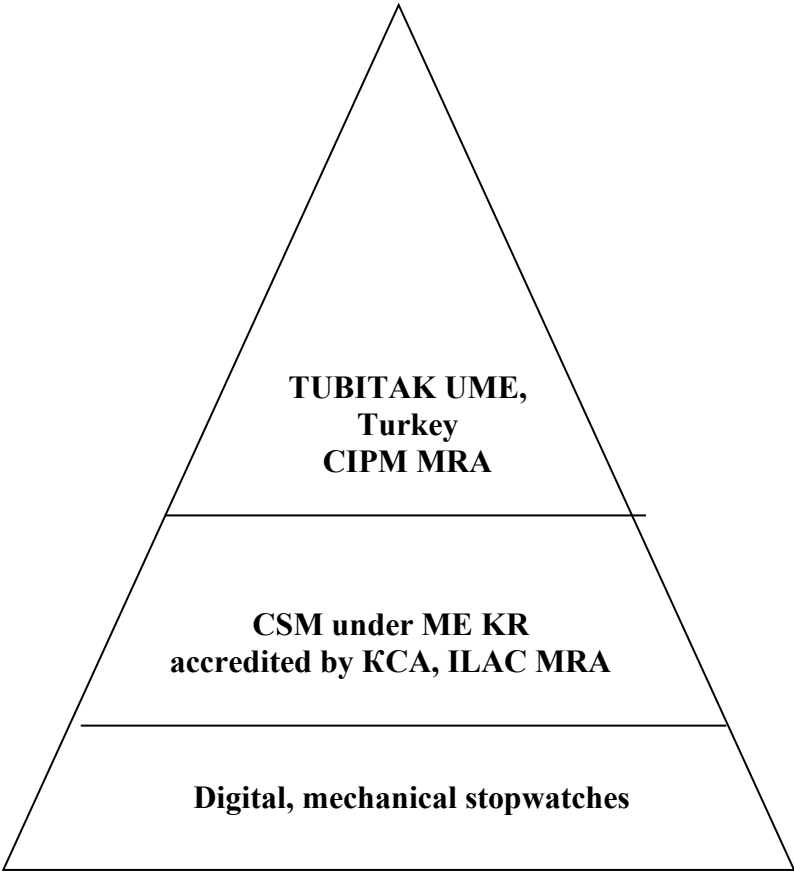 TUBITAK UME,
Turkey
CIPM MRA
CSM under ME KR
accredited by КСА, ILAC MRA
Digital, mechanical stopwatches